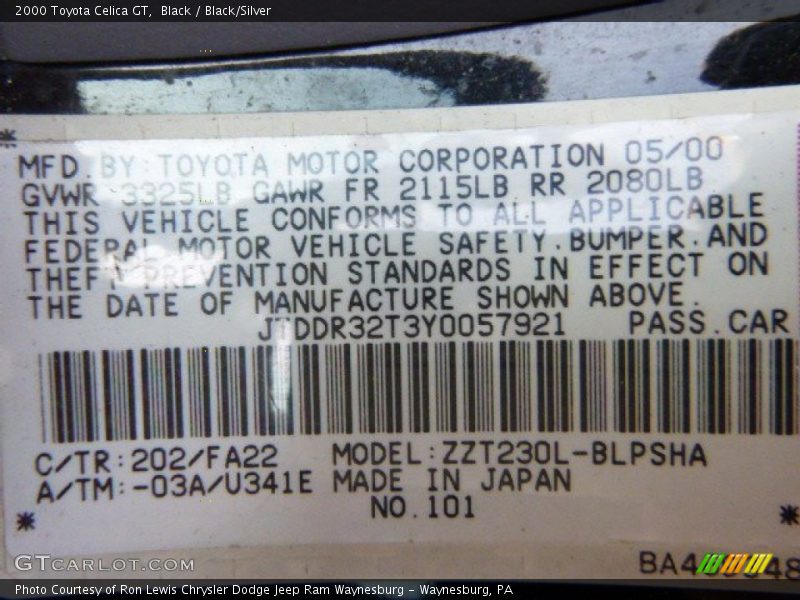 2000 Toyota Celica GT, Black / Black/Silver
MFD.BY TOYOTA MOTOR CORPORATION 05/00
GVWR 3325LB GAWR FR 2115LB RR 2080LB
THIS VEHICLE CONFORMS TO ALL APPLICABLE
FEDERAL MOTOR VEHICLE SAFETY.BUMPER.AND
THEFT PREVENTION STANDARDS IN EFFECT ON
THE DATE OF MANUFACTURE SHOWN ABOVE.
JTDDR32T3Y0057921 PASS.CAR
C/TR:202/FA22 MODEL:ZZT230L-BLPSHA
A/TM:-03A/U341E MADE IN JAPAN
NO.101
GTCARLOT.COM
Photo Courtesy of Ron Lewis Chrysler Dodge Jeep Ram Waynesburg - Waynesburg, PA